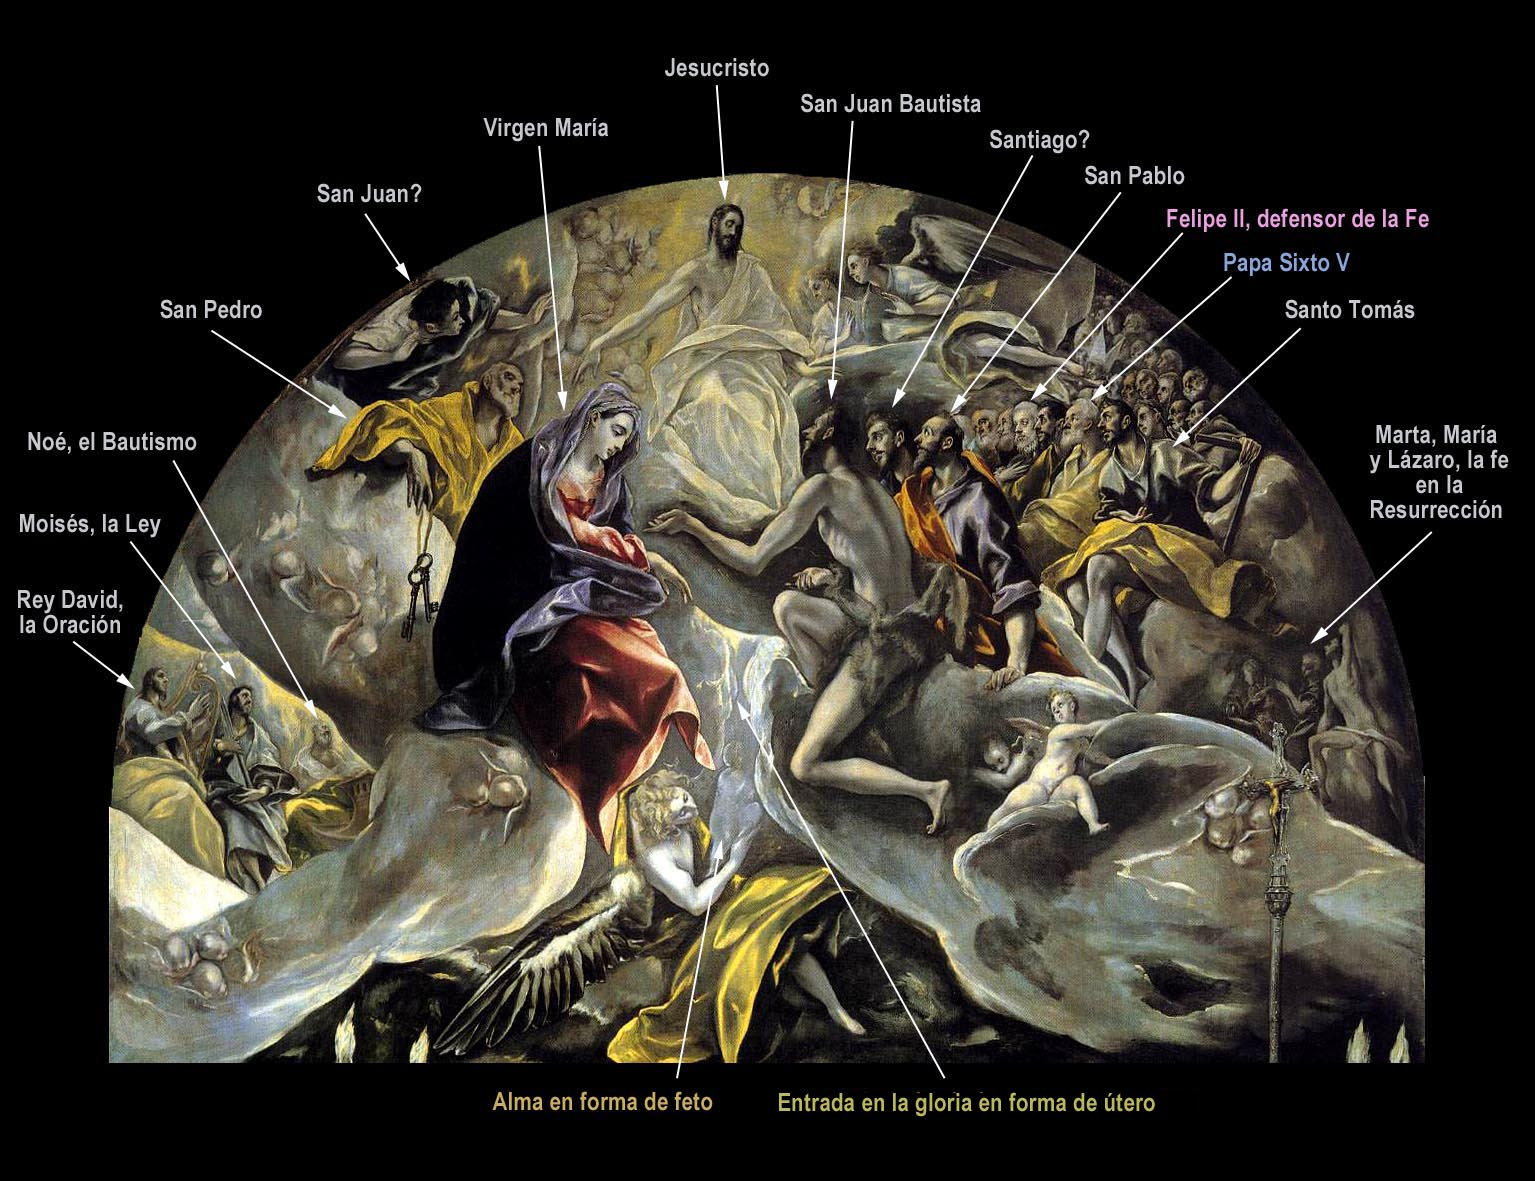 Jesucristo
San Juan Bautista
Virgen María
Santiago?
San Pablo
San Juan?
Felipe II, defensor de la Fe
Papa Sixto V
San Pedro
Santo Tomás
Noé, el Bautismo
Marta, María
y Lázaro, la fe
en la
Resurrección
Moisés, la Ley
Rey David,
la Oración
Alma en forma de feto
Entrada en la gloria en forma de útero